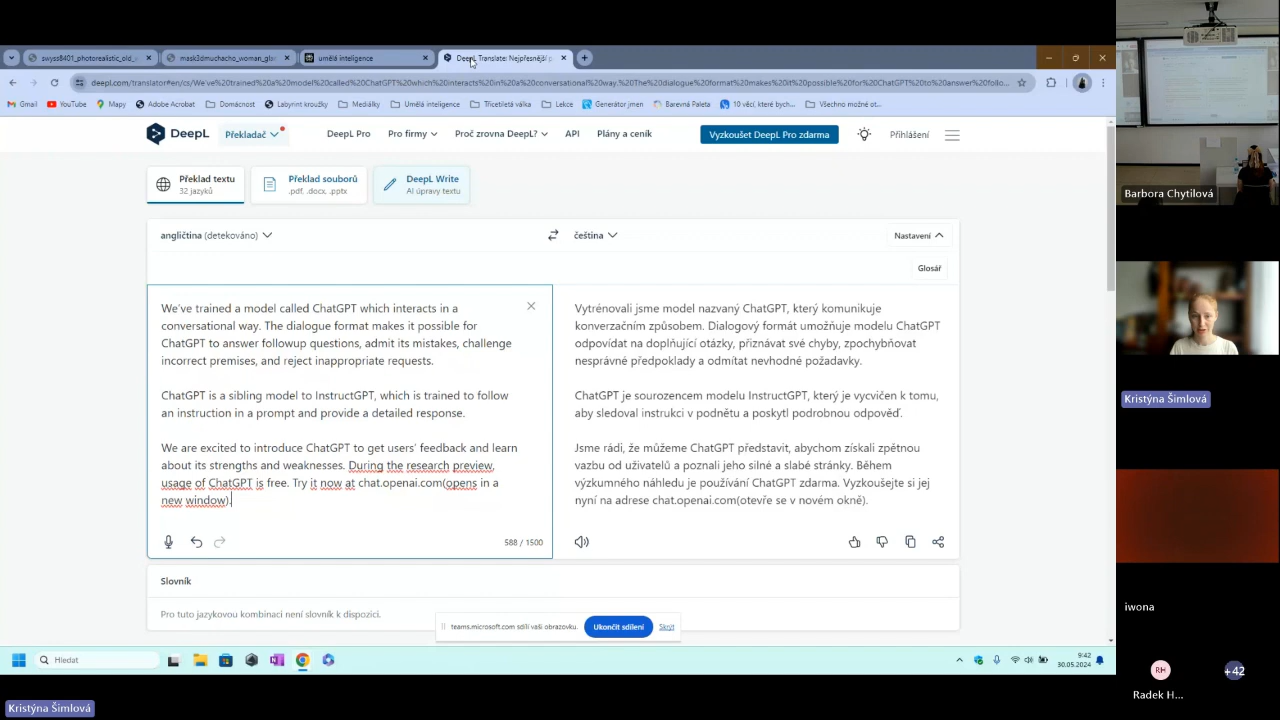 swyss8401_photorealistic_old_
mask3dmuchacho_woman_gla
umělá inteligence
DeepL Translate: Nejpřesnější p
deepl.com/translator#en/cs/We've%20trained%20a%20model%20called%20ChatGPT%20which%20interacts%20in%20a%20conversational%20way.%20The%20dialogue%20format%20makes%20it%20possible%20for%20ChatGPT%20to%20answer%20follo...
Gmail
YouTube
Mapy
Adobe Acrobat
Domácnost
Labyrint kroužky
Mediálky
Umělá inteligence
Třicetiletá válka
Lekce
Generátor jmen
Barevná Paleta
10 věcí, které bych...
Všechno možné ot...
DeepL
Překladač
DeepL Pro
Pro firmy
Proč zrovna DeepL?
API
Plány a ceník
Vyzkoušet DeepL Pro zdarma
Přihlášení
Překlad textu
32 jazyků
Překlad souborů
.pdf, .docx, .pptx
DeepL Write
AI úpravy textu
angličtina (detekováno)
čeština
Nastavení
Glosář
We've trained a model called ChatGPT which interacts in a
conversational way. The dialogue format makes it possible for
ChatGPT to answer followup questions, admit its mistakes, challenge
incorrect premises, and reject inappropriate requests.
ChatGPT is a sibling model to InstructGPT, which is trained to follow
an instruction in a prompt and provide a detailed response.
We are excited to introduce ChatGPT to get users' feedback and learn
about its strengths and weaknesses. During the research preview,
usage of ChatGPT is free. Try it now at chat.openai.com(opens in a
new window).
588 / 1500
Vytrénovali jsme model nazvaný ChatGPT, který komunikuje
konverzačním způsobem. Dialogový formát umožňuje modelu ChatGPT
odpovídat na doplňující otázky, přiznávat své chyby, zpochybňovat
nesprávné předpoklady a odmítat nevhodné požadavky.
ChatGPT je sourozencem modelu InstructGPT, který je vycvičen k tomu,
aby sledoval instrukci v podnětu a poskytl podrobnou odpověď.
Jsme rádi, že můžeme ChatGPT představit, abychom získali zpětnou
vazbu od uživatelů a poznali jeho silné a slabé stránky. Během
výzkumného náhledu je používání ChatGPT zdarma. Vyzkoušejte si jej
nyní na adrese chat.openai.com(otevře se v novém okně).
Slovník
Pro tuto jazykovou kombinaci není slovník k dispozici.
teams.microsoft.com sdílí vaši obrazovku.
Ukončit sdílení
Skrýt
Hledat
9:42
30.05.2024
Kristýna Šimlová
Barbora Chytilová
Kristýna Šimlová
iwona
RH
Radek H...
+42